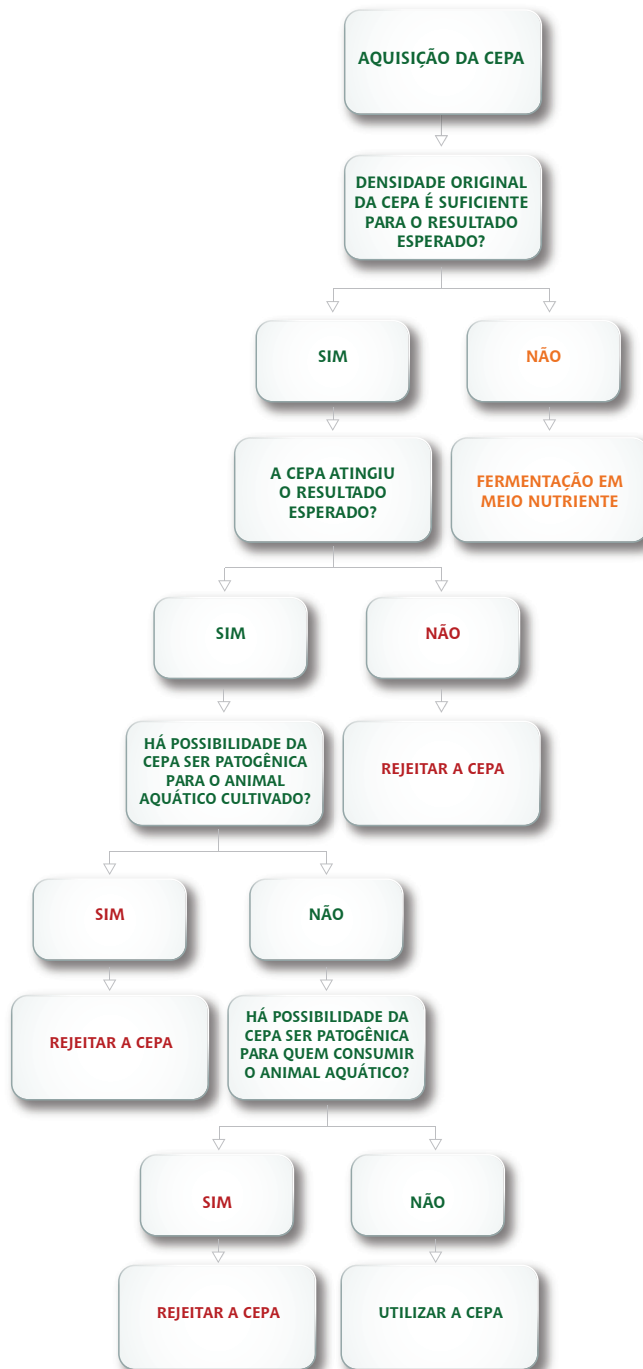 AQUISIÇÃO DA CEPA
DENSIDADE ORIGINAL
DA CEPA É SUFICIENTE
PARA O RESULTADO
ESPERADO?
SIM
NÃO
A CEPA ATINGIU
O RESULTADO
ESPERADO?
FERMENTAÇÃO EM
MEIO NUTRIENTE
SIM
NÃO
HÁ POSSIBILIDADE DA
CEPA SER PATOGÊNICA
PARA O ANIMAL
AQUÁTICO CULTIVADO?
REJEITAR A CEPA
SIM
NÃO
REJEITAR A CEPA
HÁ POSSIBILIDADE DA
CEPA SER PATOGÊNICA
PARA QUEM CONSUMIR
O ANIMAL AQUÁTICO?
SIM
NÃO
REJEITAR A CEPA
UTILIZAR A CEPA